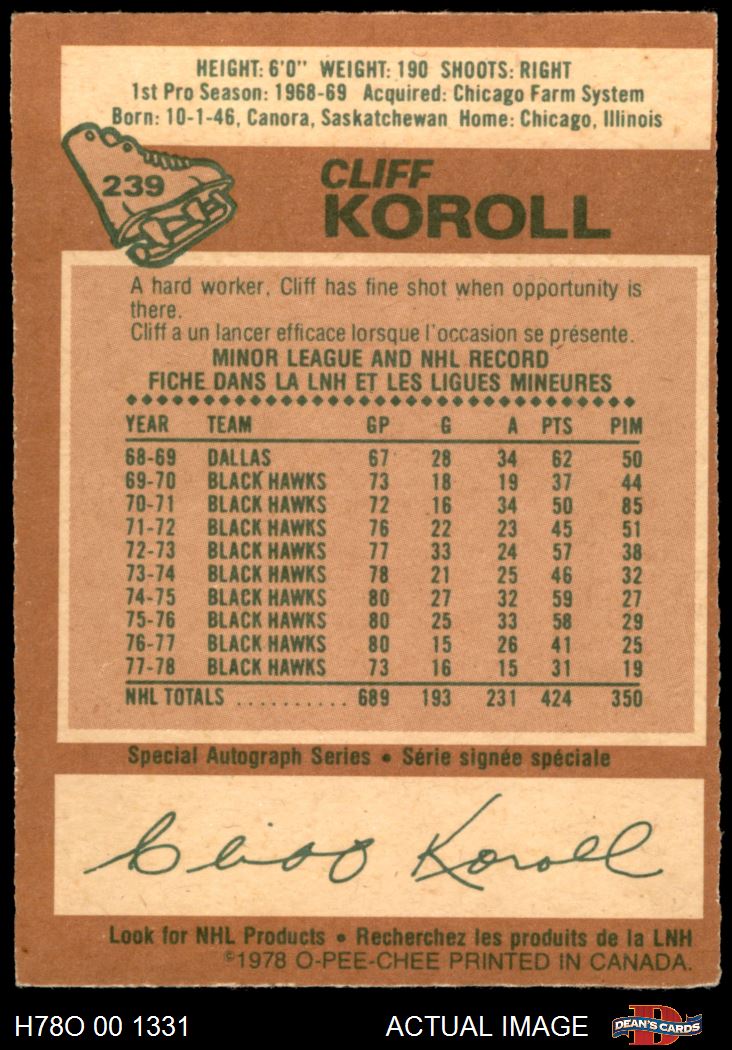 HEIGHT: 6'0" WEIGHT: 190 SHOOTS: RIGHT
1st Pro Season: 1968-69 Acquired: Chicago Farm System
Born: 10-1-46, Canora, Saskatchewan Home: Chicago, Illinois
239
CLIFF
KOROLL
A hard worker, Cliff has fine shot when opportunity is
there.
Cliff a un lancer efficace lorsque l'occasion se présente.
MINOR LEAGUE AND NHL RECORD
FICHE DANS LA LNH ET LES LIGUES MINEURES
YEAR TEAM GP G A PTS PIM
68-69 DALLAS 67 28 34 62 50
69-70 BLACK HAWKS 73 18 19 37 44
70-71 BLACK HAWKS 72 16 34 50 85
71-72 BLACK HAWKS 76 22 23 45 51
72-73 BLACK HAWKS 77 33 24 57 38
73-74 BLACK HAWKS 78 21 25 46 32
74-75 BLACK HAWKS 80 27 32 59 27
75-76 BLACK HAWKS 80 25 33 58 29
76-77 BLACK HAWKS 80 15 26 41 25
77-78 BLACK HAWKS 73 16 15 31 19
NHL TOTALS .......... 689 193 231 424 350
Special Autograph Series • Série signée spéciale
Cliff Koroll
Look for NHL Products • Recherchez les produits de la LNH
©1978 O-PEE-CHEE PRINTED IN CANADA.
H78O 00 1331 ACTUAL IMAGE D DEAN'S CARDS